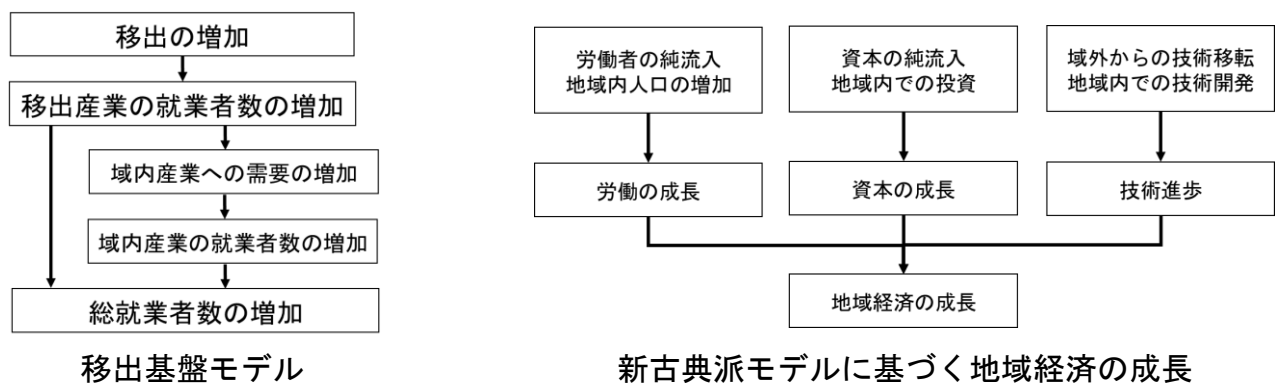 移出の増加
移出産業の就業者数の増加
域内産業への需要の増加
域内産業の就業者数の増加
総就業者数の増加
移出基盤モデル
労働者の純流入
地域内人口の増加
資本の純流入
地域内での投資
域外からの技術移転
地域内での技術開発
労働の成長
資本の成長
技術進歩
地域経済の成長
新古典派モデルに基づく地域経済の成長